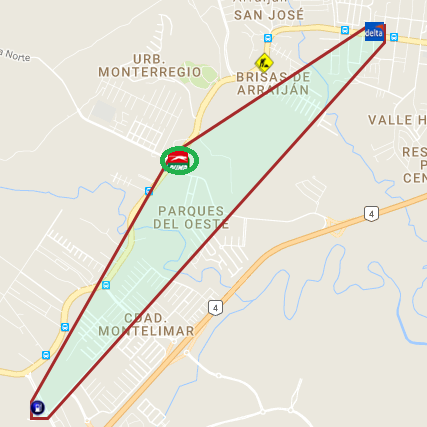 Arraiján
SAN JOSÉ
delta
a Norte
URB.
MONTERREGIO
BRISAS DE
ARRAIJÁN
VALLE H
RES
P
CEN
PARQUES
DEL OESTE
4
4
CDAD.
MONTELIMAR